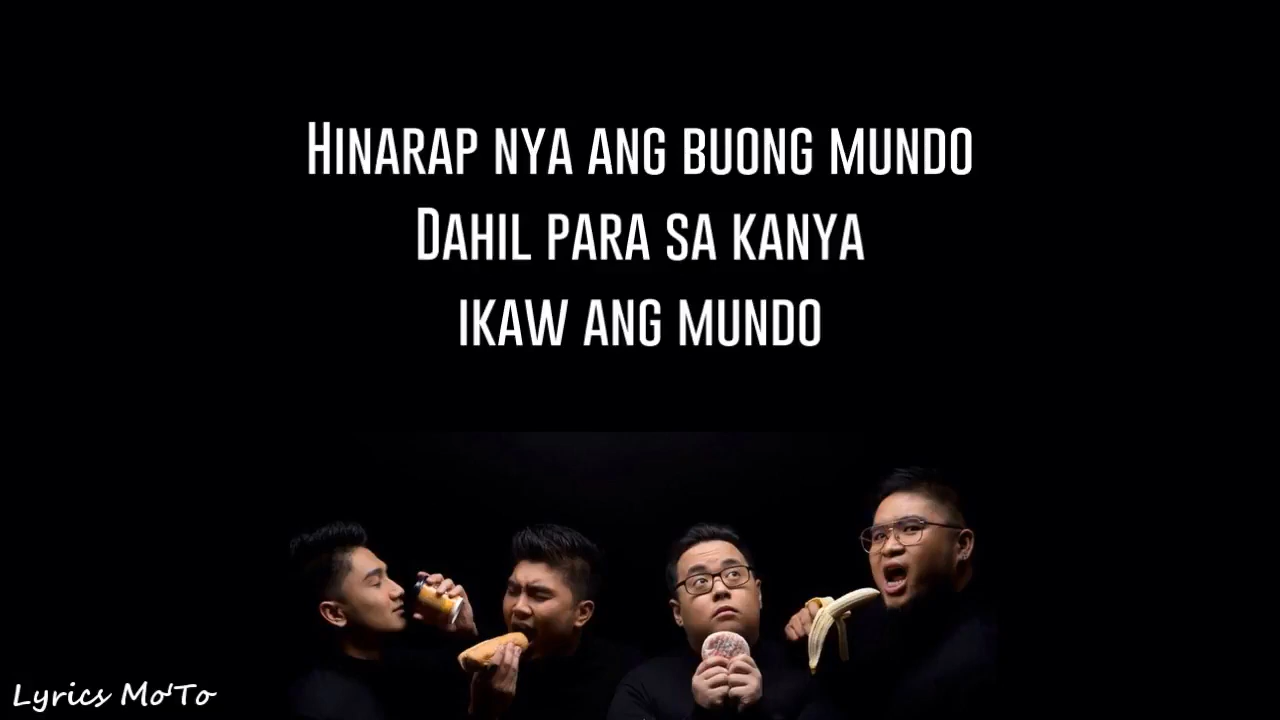 Hinarap nya ang buong mundo
Dahil para sa kanya
ikaw ang mundo
Lyrics Mo'To